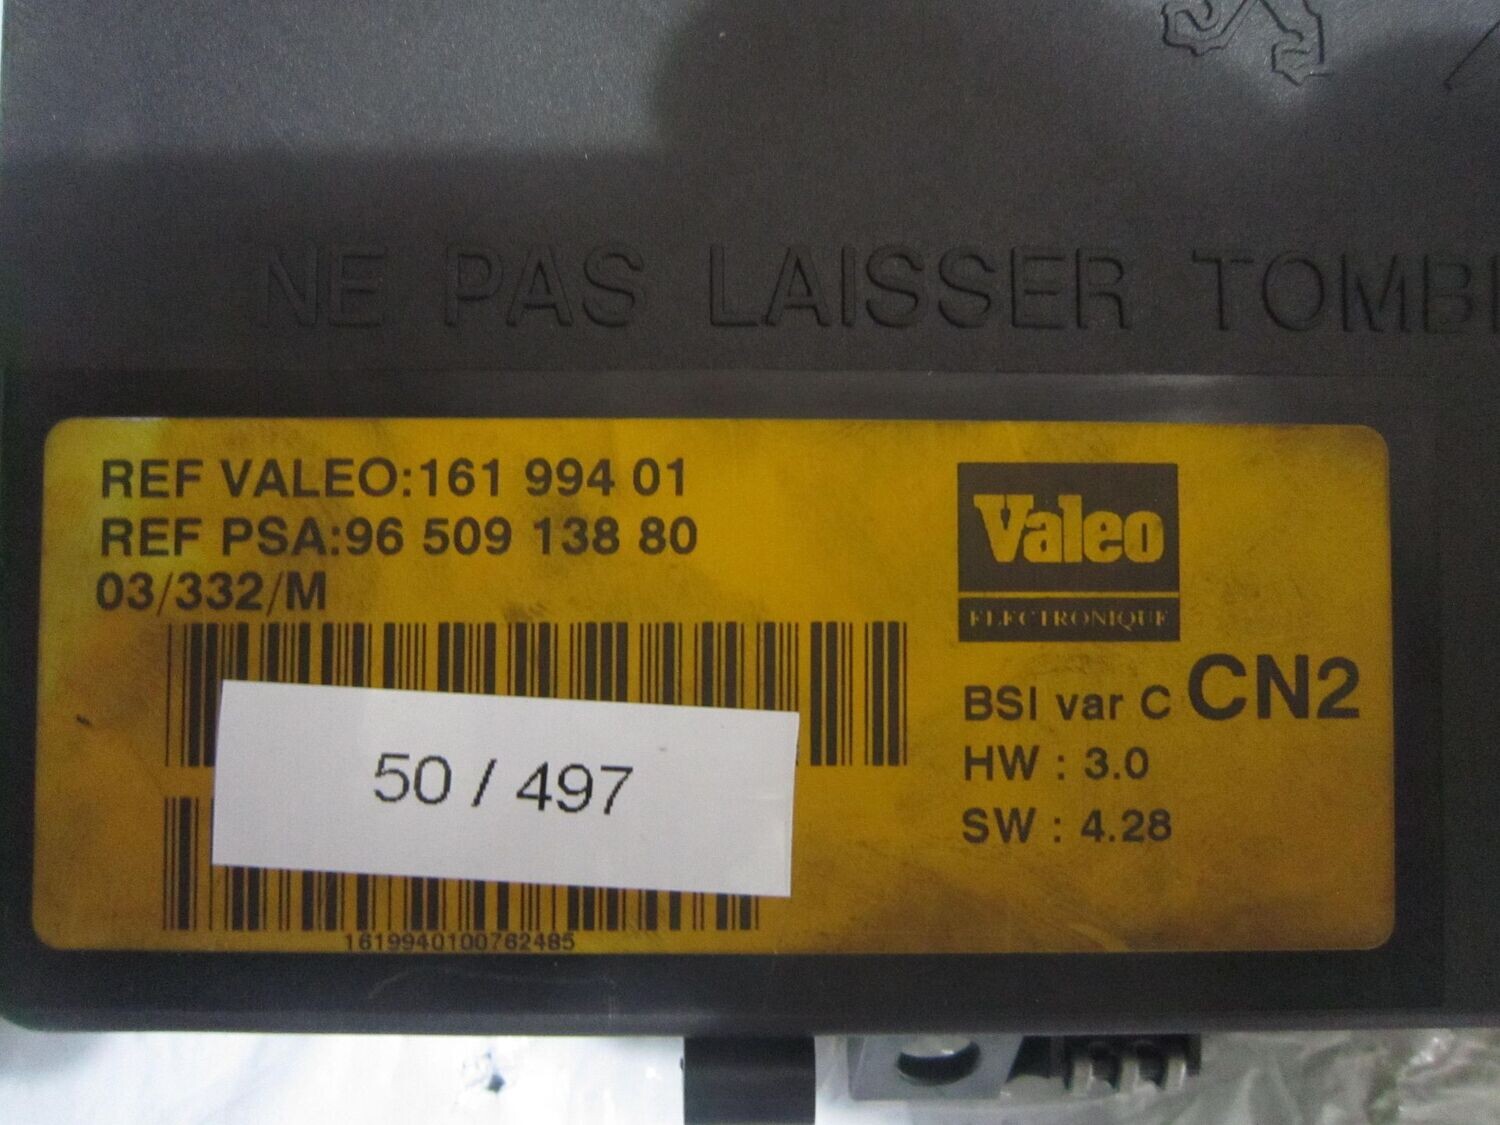 NE PAS LAISSER TOMB
REF VALEO:161 994 01
REF PSA:96 509 138 80
03/332/M
Valeo
ELECTRONIQUE
BSI var C CN2
HW : 3.0
SW : 4.28
50 / 497
1619940100762485